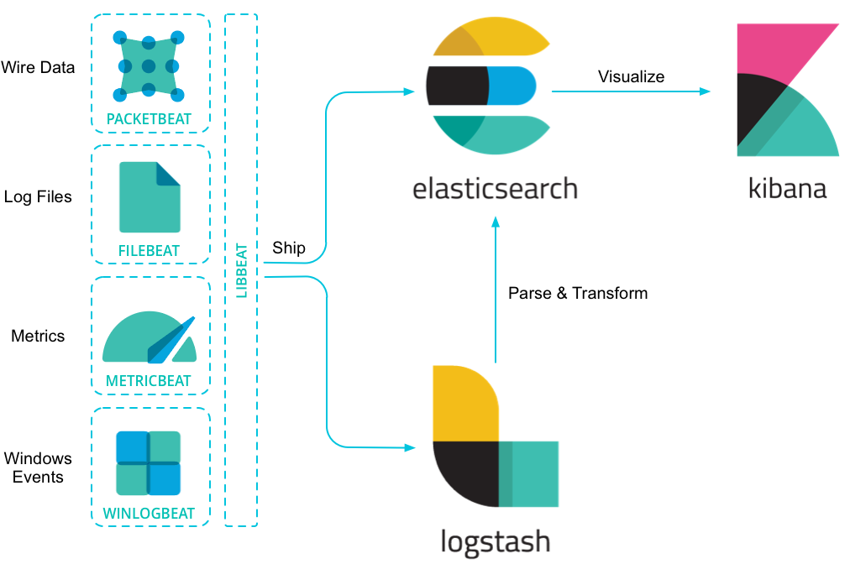 Wire Data
PACKETBEAT
Log Files
FILEBEAT
Metrics
METRICBEAT
Windows
Events
WINLOGBEAT
LIBBEAT
Ship
elasticsearch
Visualize
kibana
Parse & Transform
logstash